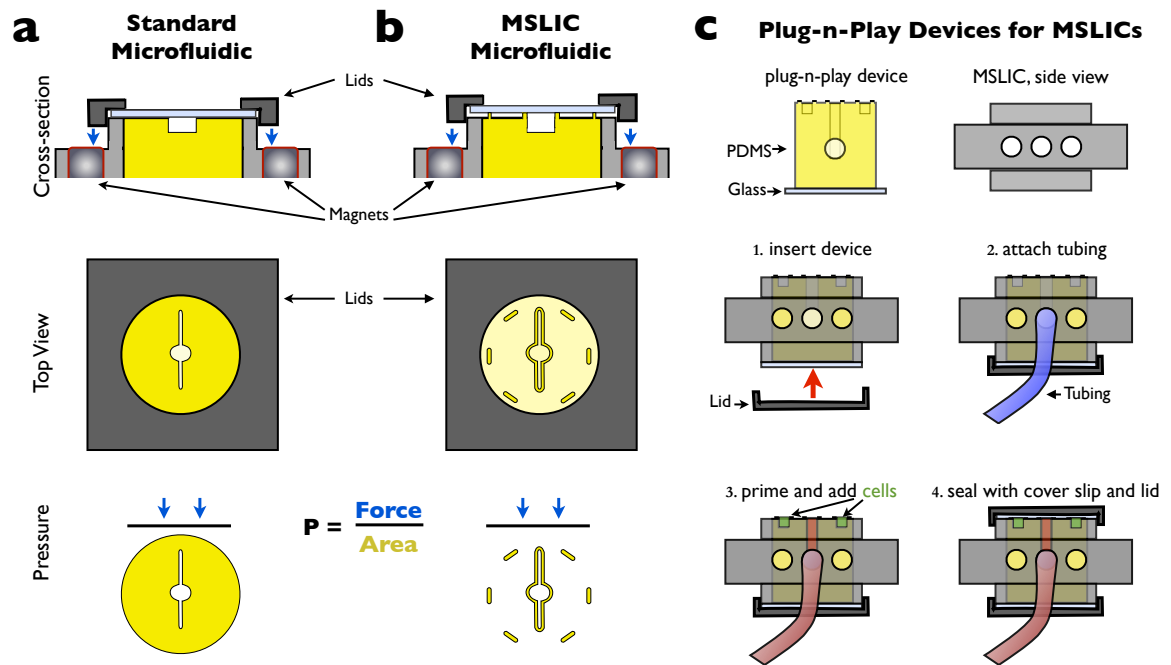 a
Standard
Microfluidic
b
MSLIC
Microfluidic
c
Plug-n-Play Devices for MSLICs
Cross-section
Lids
Magnets
plug-n-play device
MSLIC, side view
PDMS
Glass
Top View
Lids
1. insert device
2. attach tubing
Lid
Tubing
Pressure
P = Force
Area
3. prime and add cells
4. seal with cover slip and lid